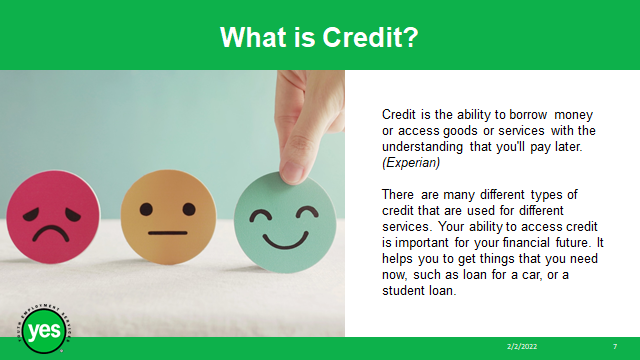 What is Credit?
Credit is the ability to borrow money
or access goods or services with the
understanding that you'll pay later.
(Experian)
There are many different types of
credit that are used for different
services. Your ability to access credit
is important for your financial future. It
helps you to get things that you need
now, such as loan for a car, or a
student loan.
YOUTH EMPLOYMENT SERVICES
yes
2/2/2022
7